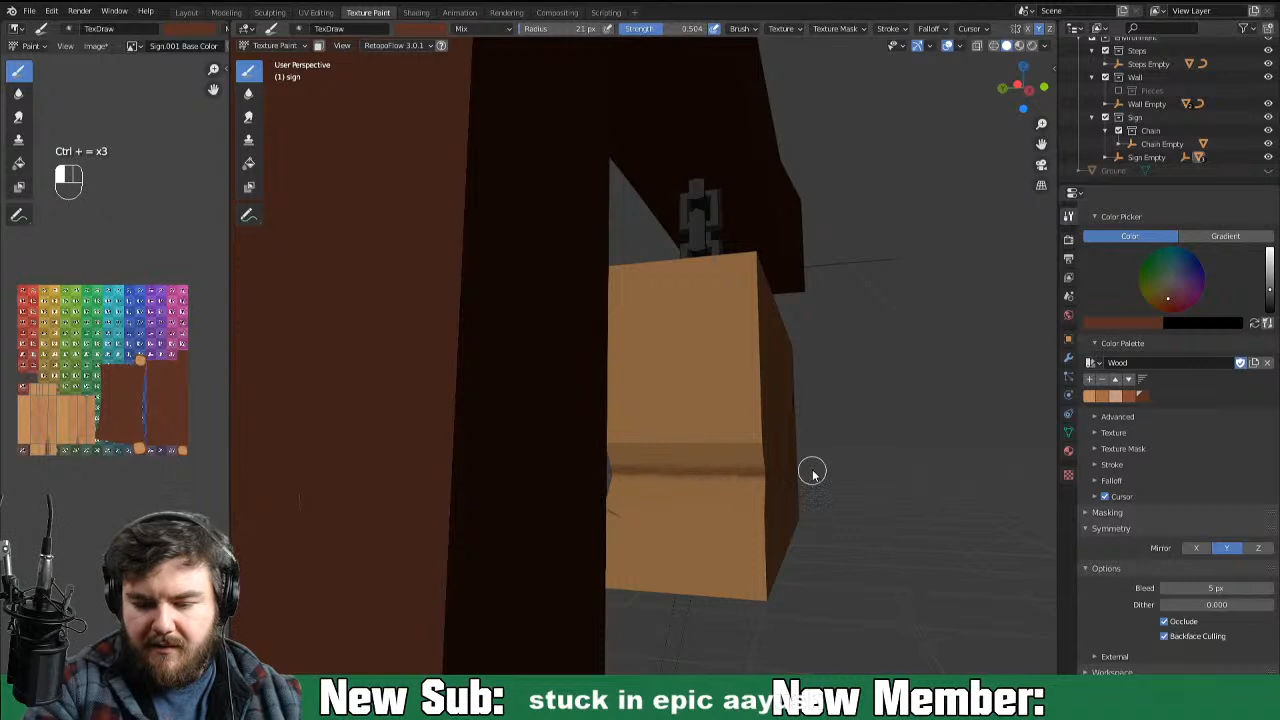 File Edit Render Window Help Layout Modeling Sculpting UV Editing Texture Paint Shading Animation Rendering Compositing Scripting + Scene View Layer
TexDraw TexDraw Mix Radius 21 px Strength 0.504 Brush Texture Texture Mask Stroke Falloff Cursor X Y Z
Paint View Image* Sign.001 Base Color Texture Paint View RetopoFlow 3.0.1
User Perspective
(1) sign
Ctrl + = x3
Environment
Steps
Steps Empty
Wall
Pieces
Wall Empty
Sign
Chain
Chain Empty
Sign Empty
Ground
Color Picker
Color Gradient
Color Palette
Wood
Advanced
Texture
Texture Mask
Stroke
Falloff
Cursor
Masking
Symmetry
Mirror X Y Z
Options
Bleed 5 px
Dither 0.000
Occlude
Backface Culling
External
Workspace
New Sub: stuck in epic New Member: